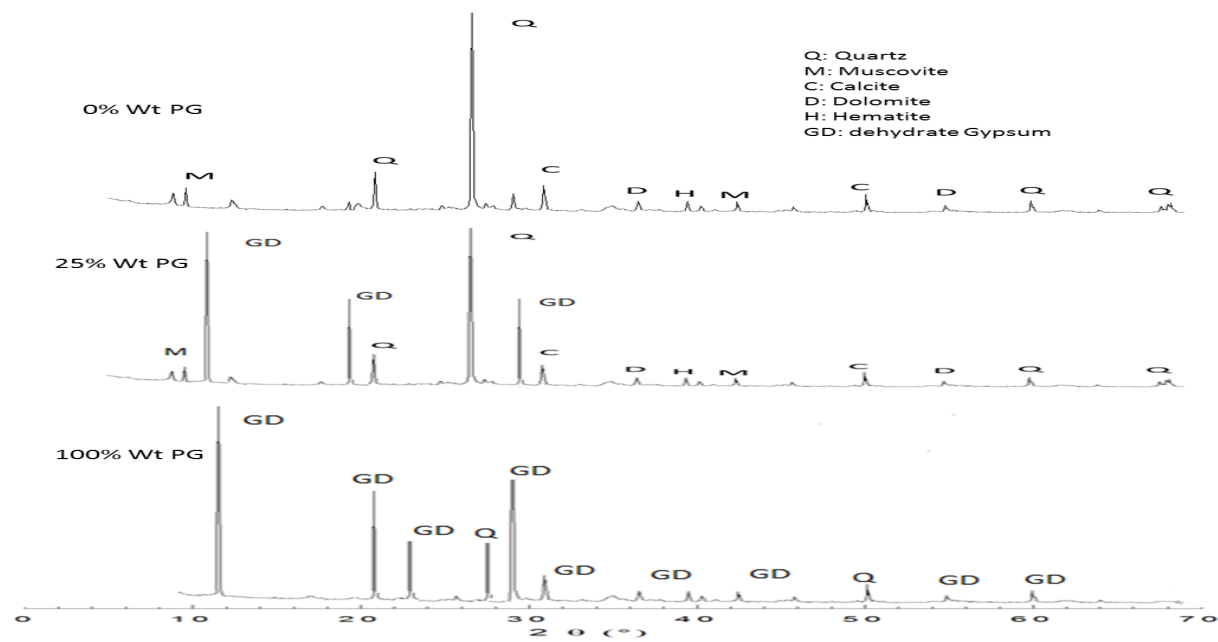 Q
Q: Quartz
M: Muscovite
C: Calcite
D: Dolomite
H: Hematite
GD: dehydrate Gypsum
0% Wt PG
M
Q
C
D
H
M
C
D
Q
Q
25% Wt PG
GD
Q
GD
GD
M
Q
C
D
H
M
C
D
Q
Q
100% Wt PG
GD
GD
GD
GD
Q
GD
GD
GD
Q
GD
GD
0 10 20 30 40 50 60 70
2 θ (°)